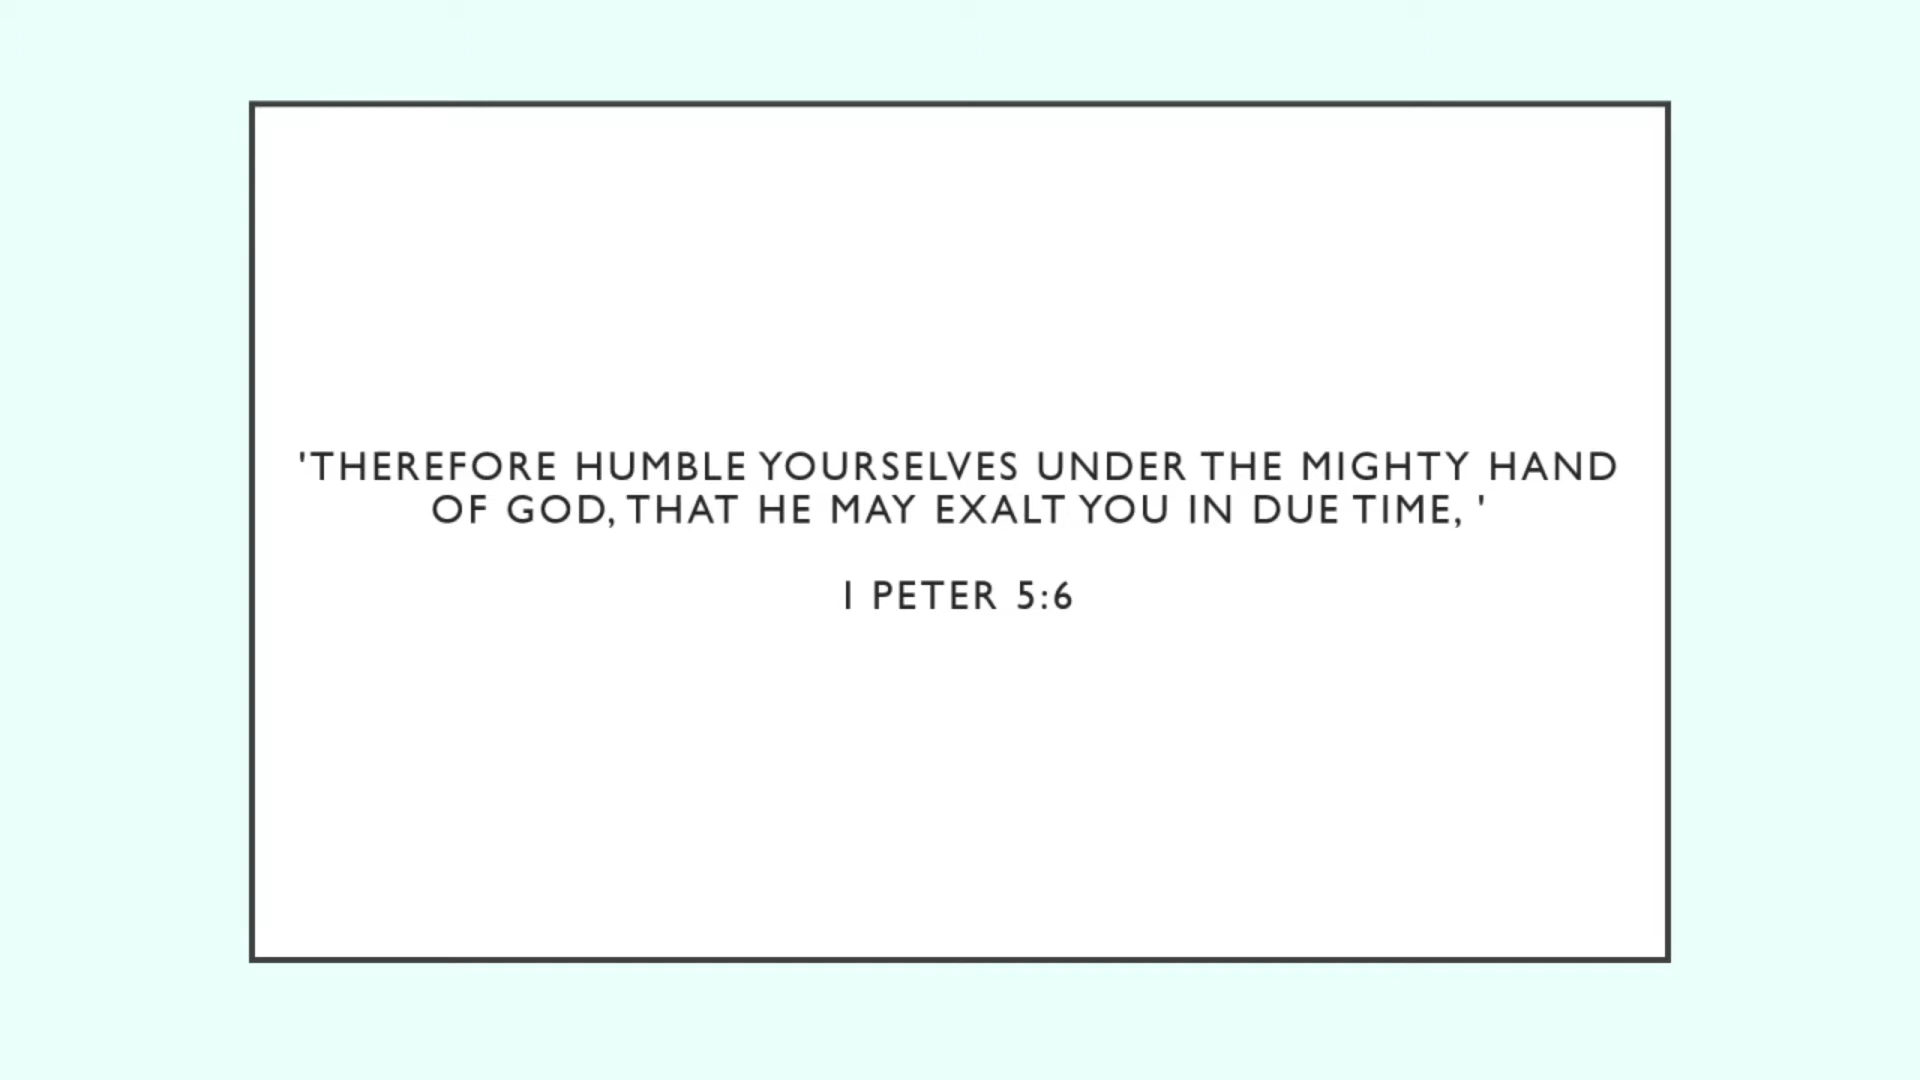 'THEREFORE HUMBLE YOURSELVES UNDER THE MIGHTY HAND
OF GOD, THAT HE MAY EXALT YOU IN DUE TIME, '
1 PETER 5:6